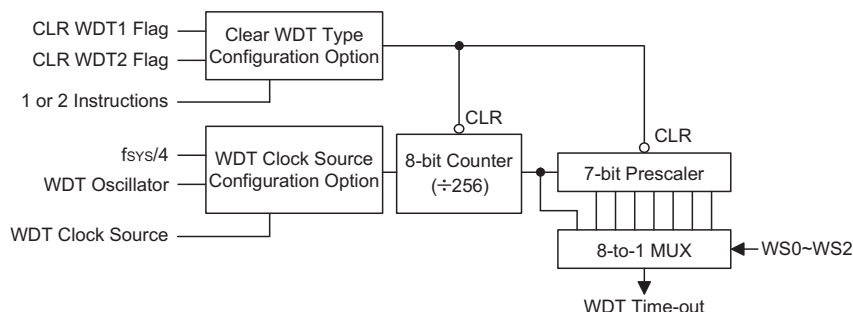 CLR WDT1 Flag
CLR WDT2 Flag
1 or 2 Instructions
Clear WDT Type
Configuration Option
CLR
CLR
fSYS/4
WDT Oscillator
WDT Clock Source
WDT Clock Source
Configuration Option
8-bit Counter
(÷256)
7-bit Prescaler
8-to-1 MUX
WS0~WS2
WDT Time-out